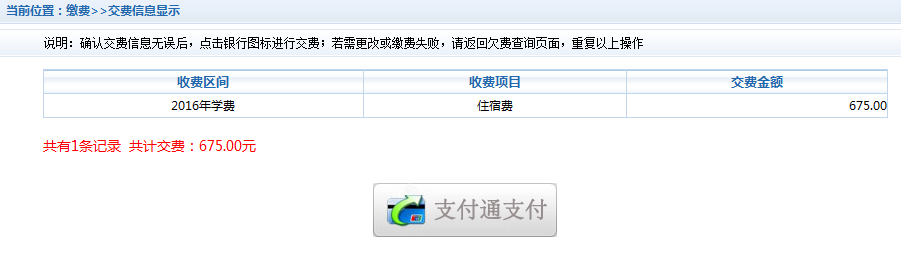 当前位置：缴费>>交费信息显示
说明：确认交费信息无误后，点击银行图标进行交费；若需更改或缴费失败，请返回欠费查询页面，重复以上操作
收费区间 收费项目 交费金额
2016年学费 住宿费 675.00
共有1条记录 共计交费：675.00元
支付通支付